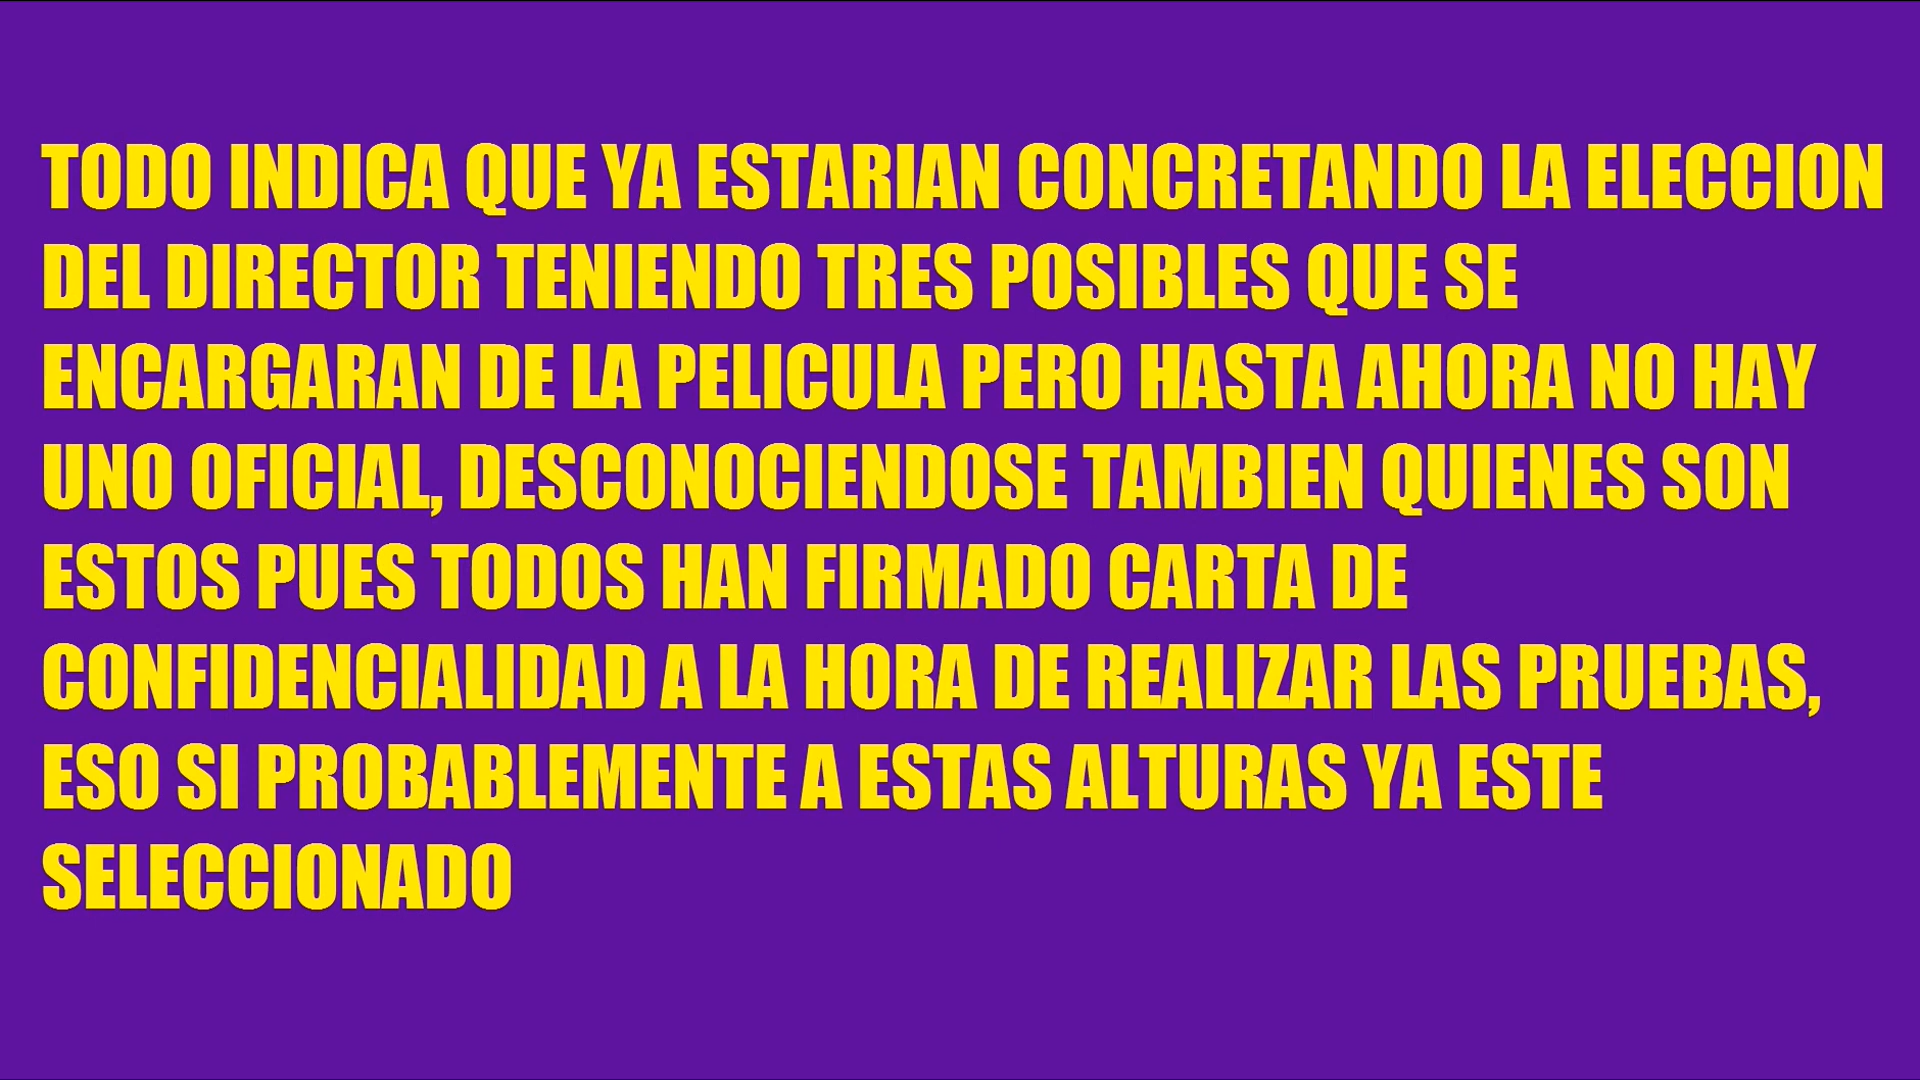 TODO INDICA QUE YA ESTARIAN CONCRETANDO LA ELECCION
DEL DIRECTOR TENIENDO TRES POSIBLES QUE SE
ENCARGARAN DE LA PELICULA PERO HASTA AHORA NO HAY
UNO OFICIAL, DESCONOCIENDOSE TAMBIEN QUIENES SON
ESTOS PUES TODOS HAN FIRMADO CARTA DE
CONFIDENCIALIDAD A LA HORA DE REALIZAR LAS PRUEBAS,
ESO SI PROBABLEMENTE A ESTAS ALTURAS YA ESTE
SELECCIONADO